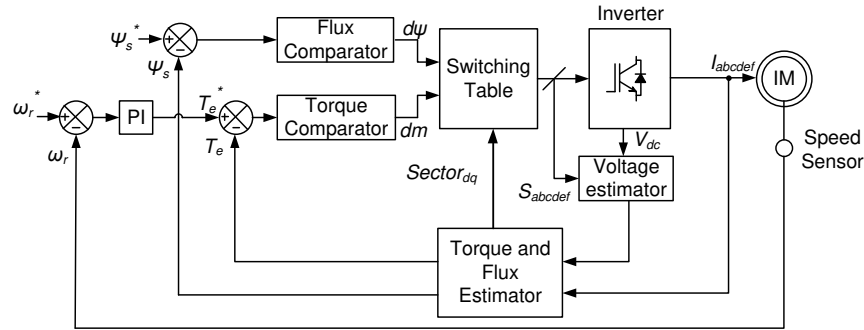 Inverter
Ψs*
Flux
Comparator
dψ
Ψs
Switching
Table
Iabcdef
IM
ωr*
PI
Te*
Torque
Comparator
dm
Te
ωr
Vdc
Speed
Sensor
Sectordq
Sabcdef
Voltage
estimator
Torque and
Flux
Estimator